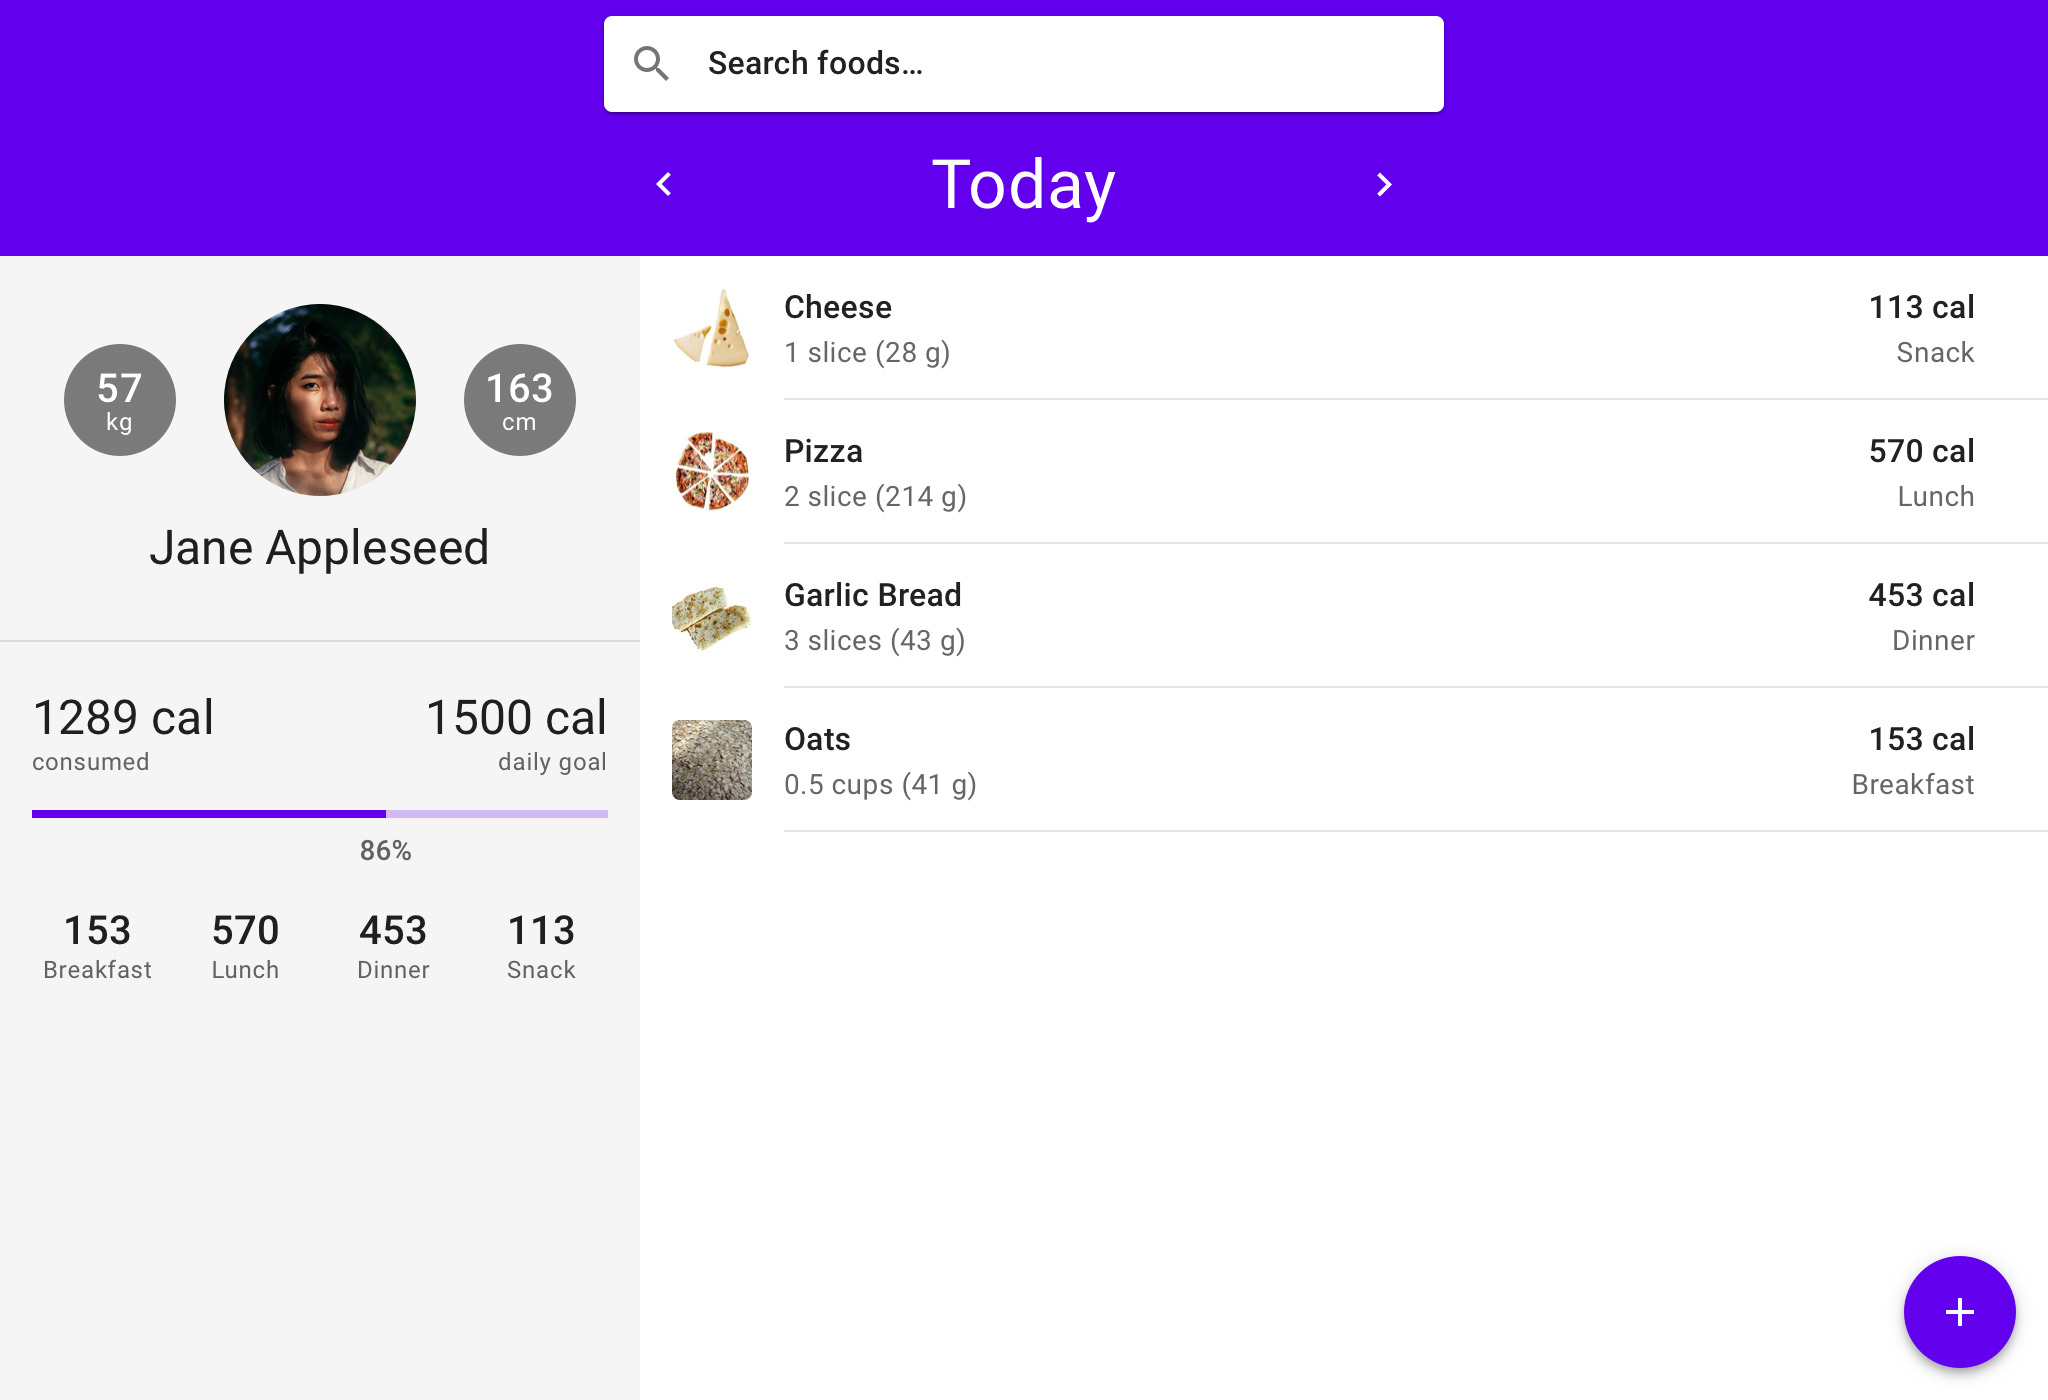 Search foods…
Today
57
kg
163
cm
Jane Appleseed
1289 cal
consumed
1500 cal
daily goal
86%
153
Breakfast
570
Lunch
453
Dinner
113
Snack
Cheese
1 slice (28 g)
113 cal
Snack
Pizza
2 slice (214 g)
570 cal
Lunch
Garlic Bread
3 slices (43 g)
453 cal
Dinner
Oats
0.5 cups (41 g)
153 cal
Breakfast